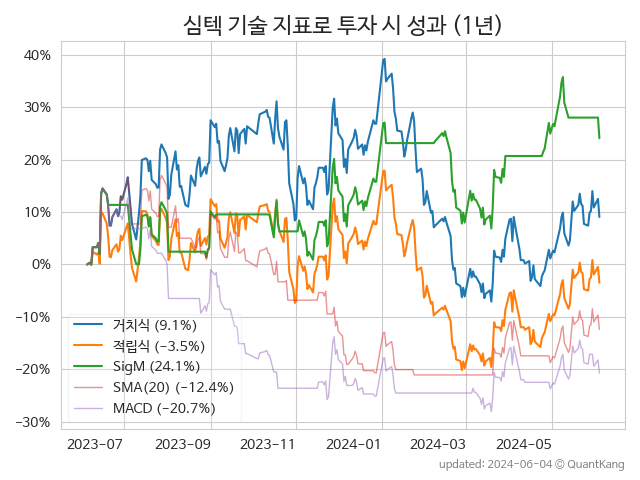 심텍 기술 지표로 투자 시 성과 (1년)
40%
30%
20%
10%
0%
−10%
−20%
−30%
거치식 (9.1%)
적립식 (−3.5%)
SigM (24.1%)
SMA(20) (−12.4%)
MACD (−20.7%)
2023-07 2023-09 2023-11 2024-01 2024-03 2024-05
updated: 2024-06-04 © QuantKang